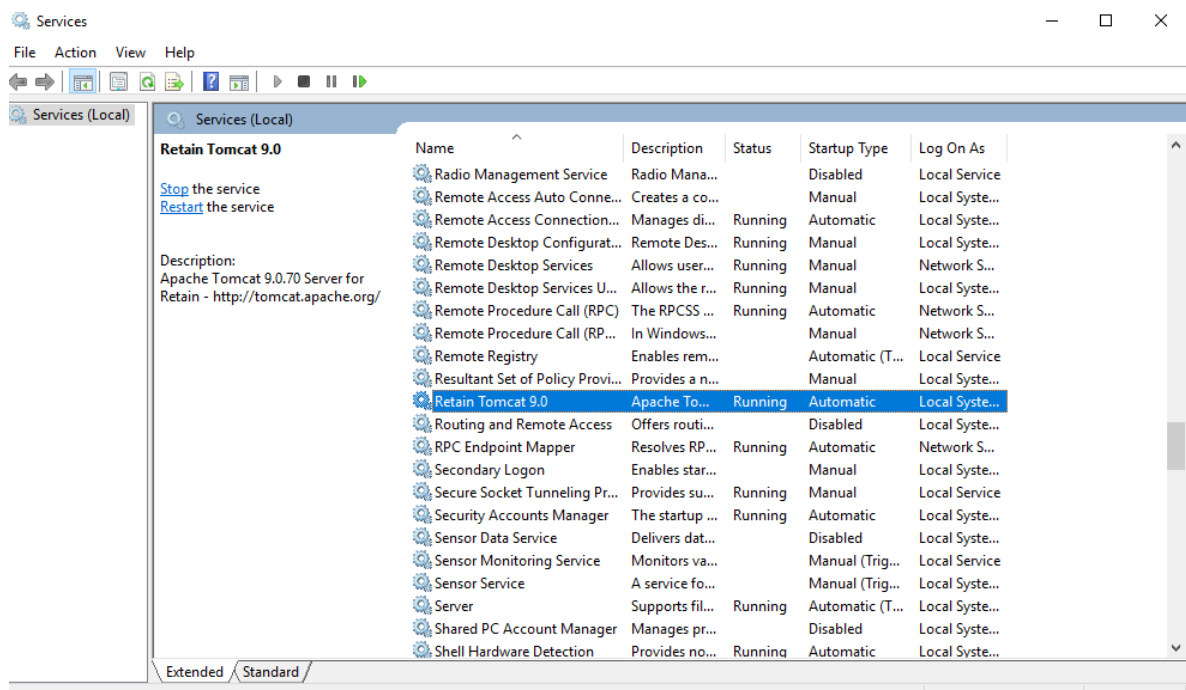 Services
File Action View Help
Services (Local)
Services (Local)
Retain Tomcat 9.0
Stop the service
Restart the service
Description:
Apache Tomcat 9.0.70 Server for
Retain - http://tomcat.apache.org/
Name Description Status Startup Type Log On As
Radio Management Service Radio Mana... Disabled Local Service
Remote Access Auto Conne... Creates a co... Manual Local Syste...
Remote Access Connection... Manages di... Running Automatic Local Syste...
Remote Desktop Configurat... Remote Des... Running Manual Local Syste...
Remote Desktop Services Allows user... Running Manual Network S...
Remote Desktop Services U... Allows the r... Running Manual Local Syste...
Remote Procedure Call (RPC) The RPCSS ... Running Automatic Network S...
Remote Procedure Call (RP... In Windows... Manual Network S...
Remote Registry Enables rem... Automatic (T... Local Service
Resultant Set of Policy Provi... Provides a n... Manual Local Syste...
Retain Tomcat 9.0 Apache To... Running Automatic Local Syste...
Routing and Remote Access Offers routi... Disabled Local Syste...
RPC Endpoint Mapper Resolves RP... Running Automatic Network S...
Secondary Logon Enables star... Manual Local Syste...
Secure Socket Tunneling Pr... Provides su... Running Manual Local Service
Security Accounts Manager The startup ... Running Automatic Local Syste...
Sensor Data Service Delivers dat... Disabled Local Syste...
Sensor Monitoring Service Monitors va... Manual (Trig... Local Service
Sensor Service A service fo... Manual (Trig... Local Syste...
Server Supports fil... Running Automatic (T... Local Syste...
Shared PC Account Manager Manages pr... Disabled Local Syste...
Shell Hardware Detection Provides no... Running Automatic Local Syste...
Extended Standard